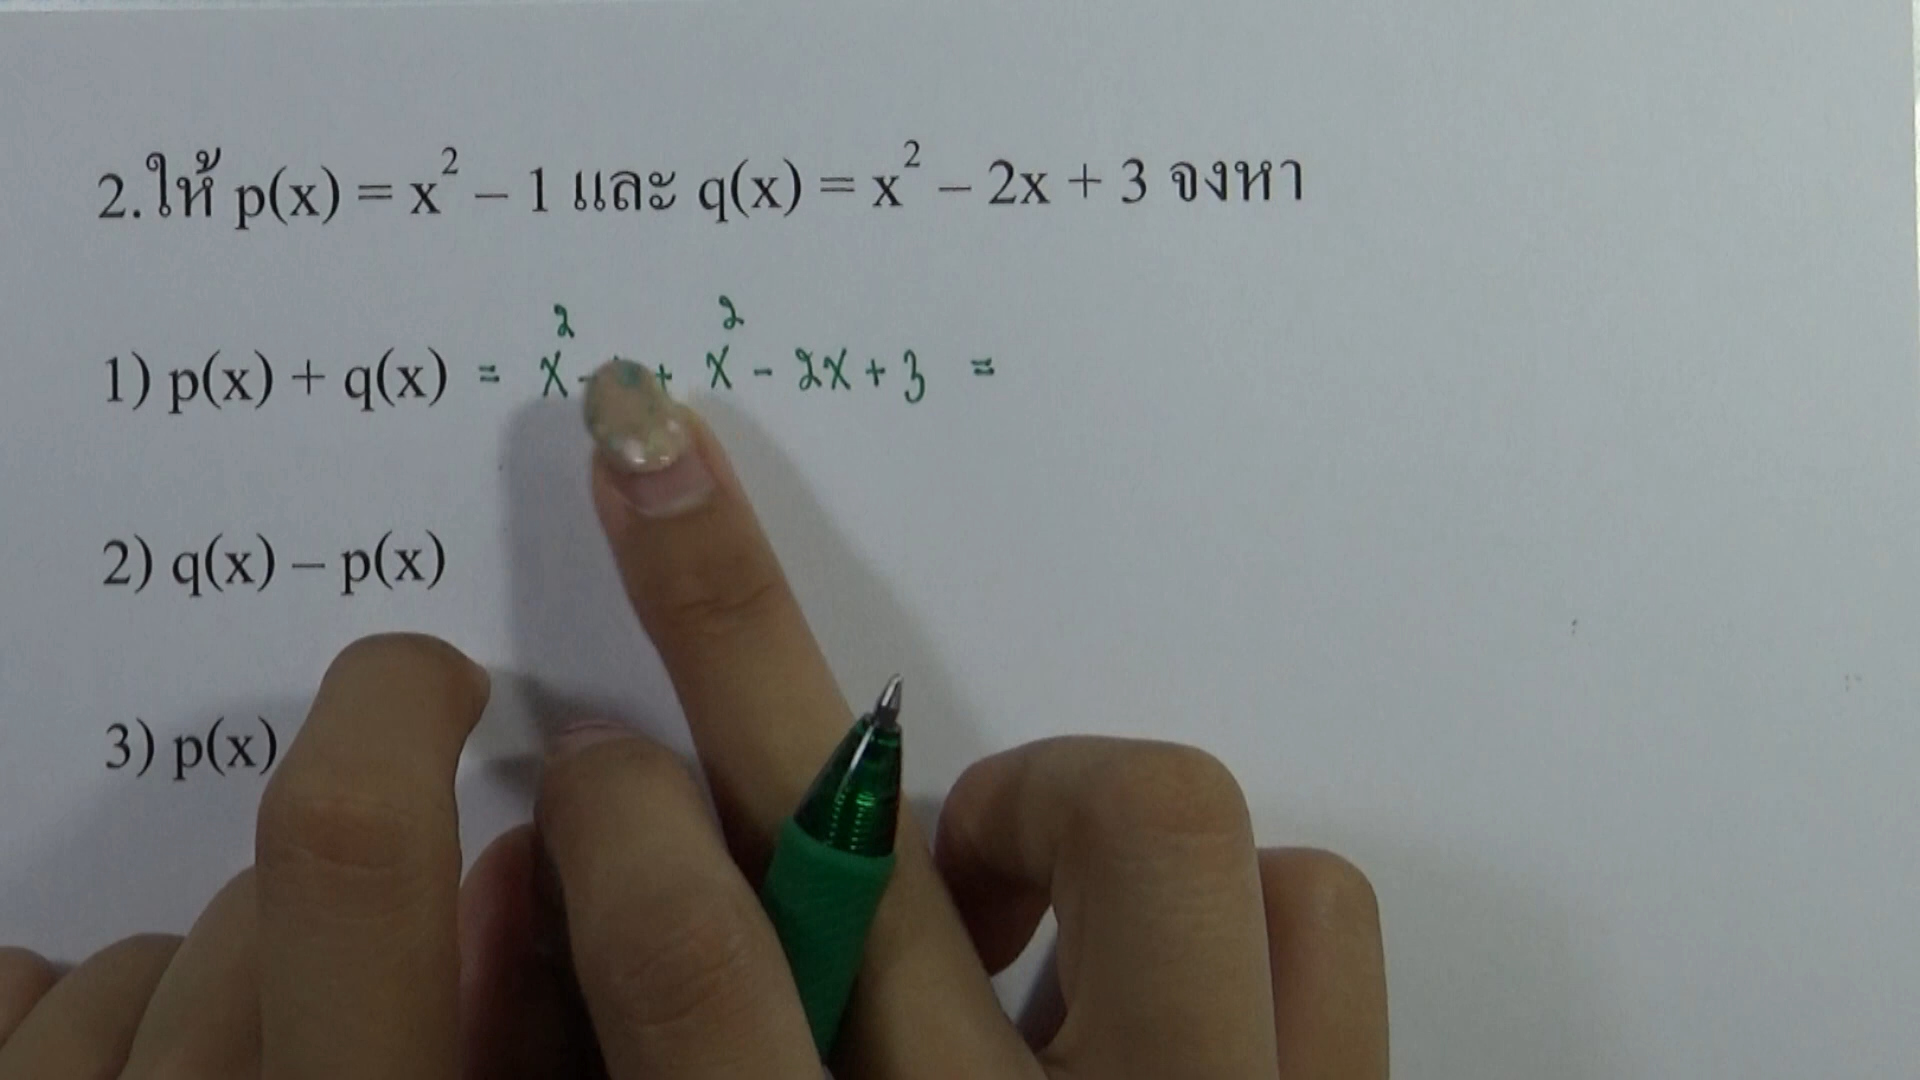 2.ให้ p(x) = x² – 1 และ q(x) = x² – 2x + 3 จงหา
1) p(x) + q(x) = x² - + x² - 2x + 3 =
2) q(x) – p(x)
3) p(x)